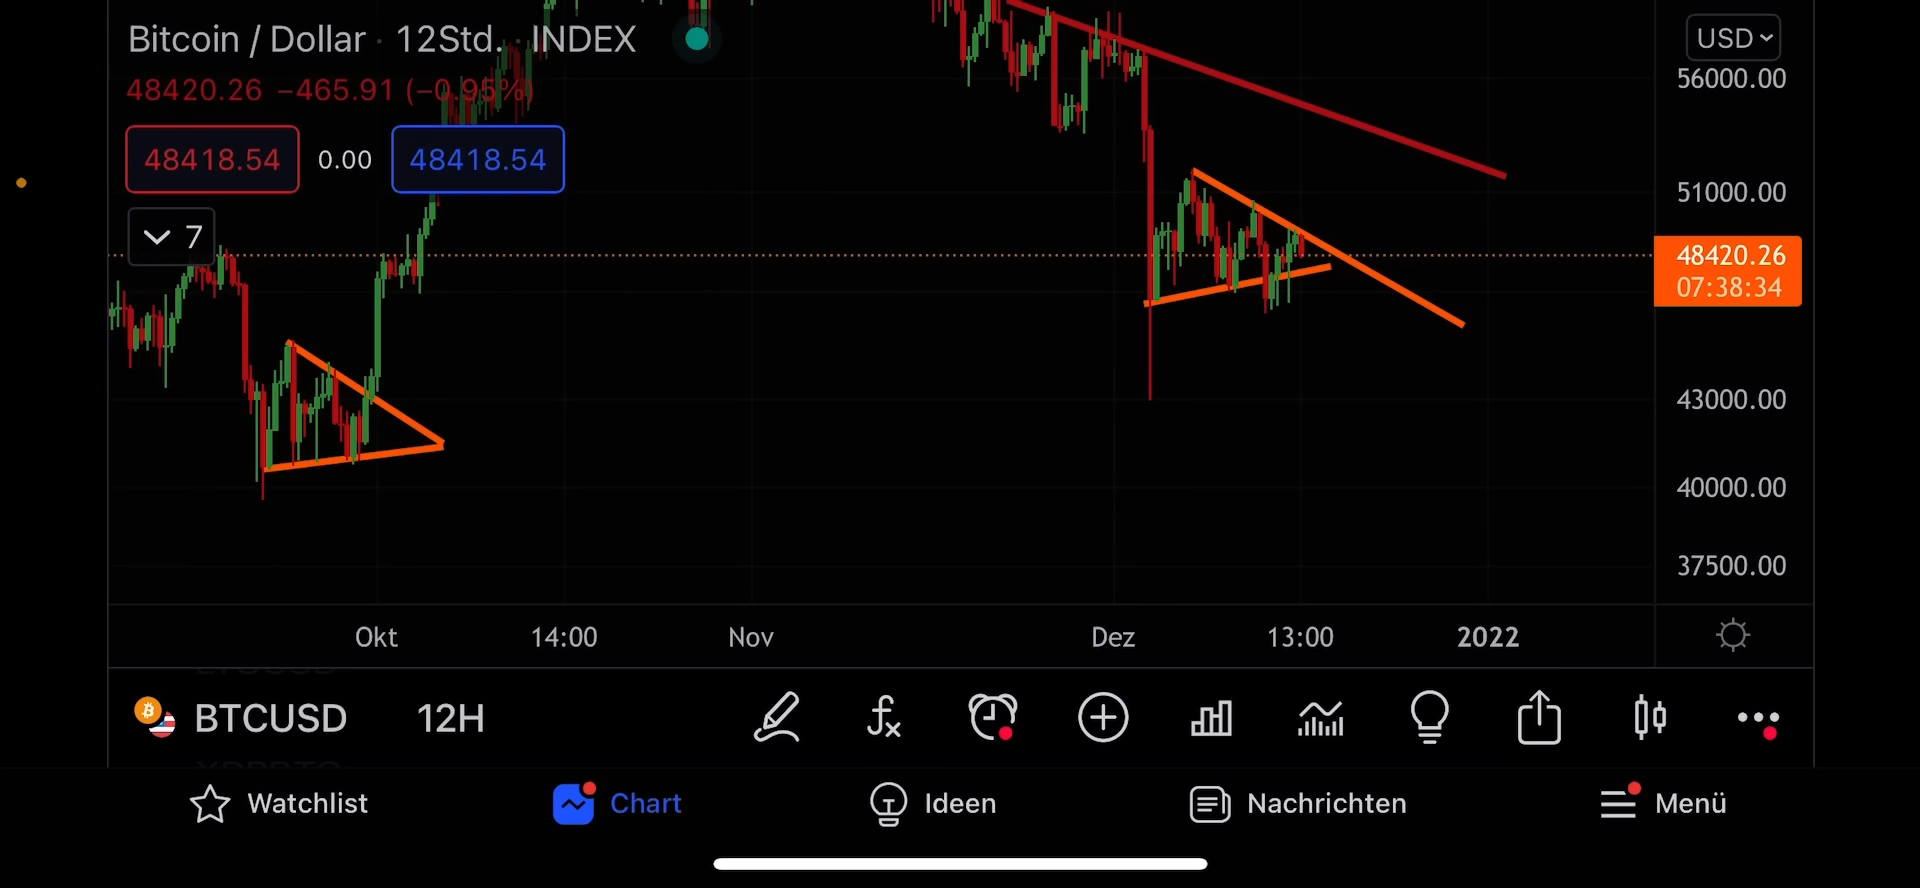 Bitcoin / Dollar · 12Std. · INDEX
48420.26 −465.91 (−0.95%)
48418.54 0.00 48418.54
7
USD
56000.00
51000.00
48420.26
07:38:34
43000.00
40000.00
37500.00
Okt 14:00 Nov Dez 13:00 2022
BTCUSD 12H
Watchlist Chart Ideen Nachrichten Menü